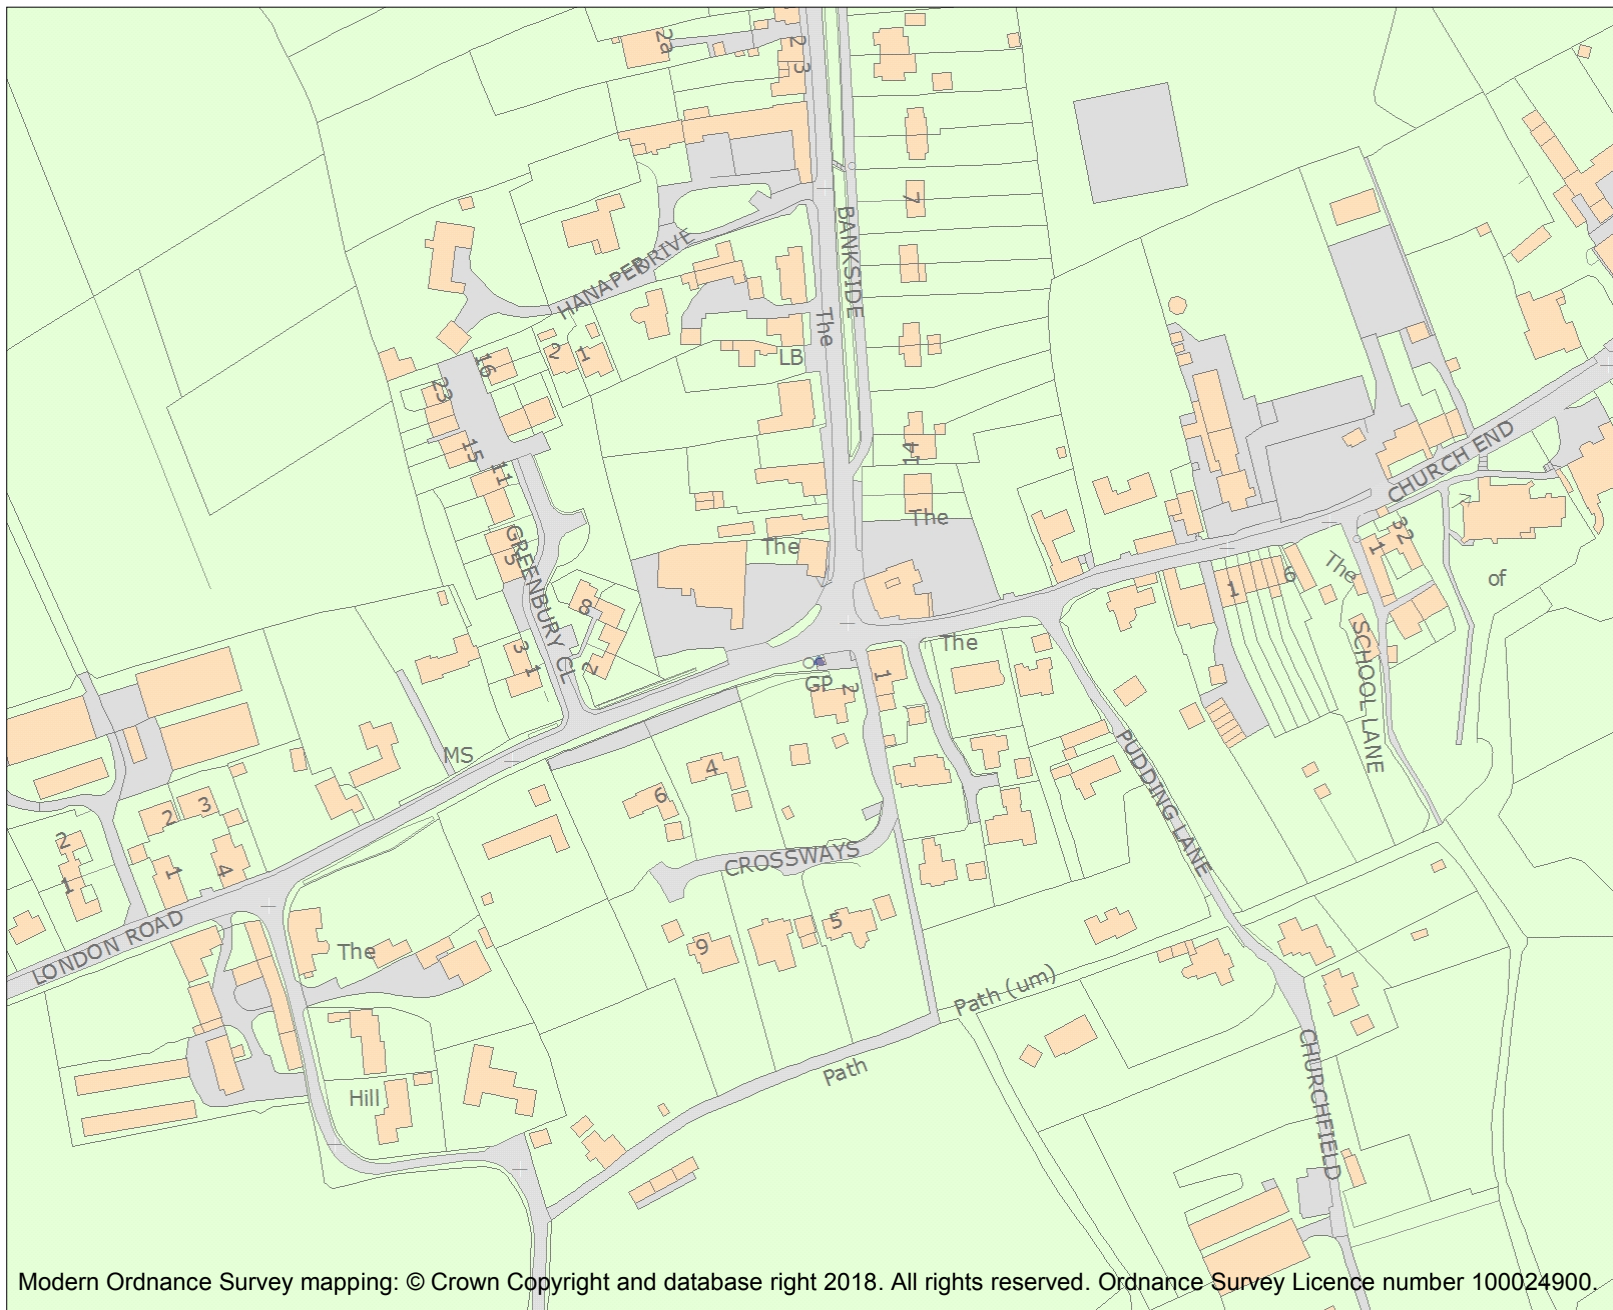 2a
2
3
7
BANKSIDE
HANAPER DRIVE
The
LB
2
1
16
23
15
11
14
The
The
CHURCH END
32
1
The
of
1
6
5
GREENBURY CL
8
3
1
2
The
GP
2
1
SCHOOL LANE
MS
4
6
PUDDING LANE
2
3
2
1
1
4
CROSSWAYS
5
9
LONDON ROAD
The
Path (um)
Path
Hill
CHURCHFIELD
Modern Ordnance Survey mapping: © Crown Copyright and database right 2018. All rights reserved. Ordnance Survey Licence number 100024900.